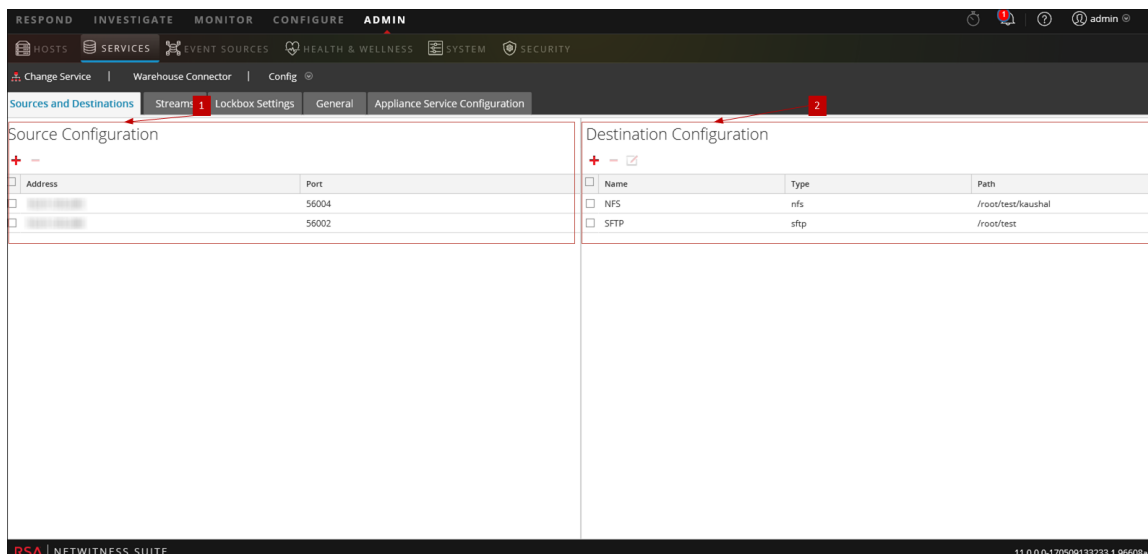 RESPOND INVESTIGATE MONITOR CONFIGURE ADMIN 1 admin
HOSTS SERVICES EVENT SOURCES HEALTH & WELLNESS SYSTEM SECURITY
Change Service | Warehouse Connector | Config
Sources and Destinations Streams 1 Lockbox Settings General Appliance Service Configuration 2
Source Configuration
Address Port
56004
56002
Destination Configuration
Name Type Path
NFS nfs /root/test/kaushal
SFTP sftp /root/test
RSA | NETWITNESS SUITE